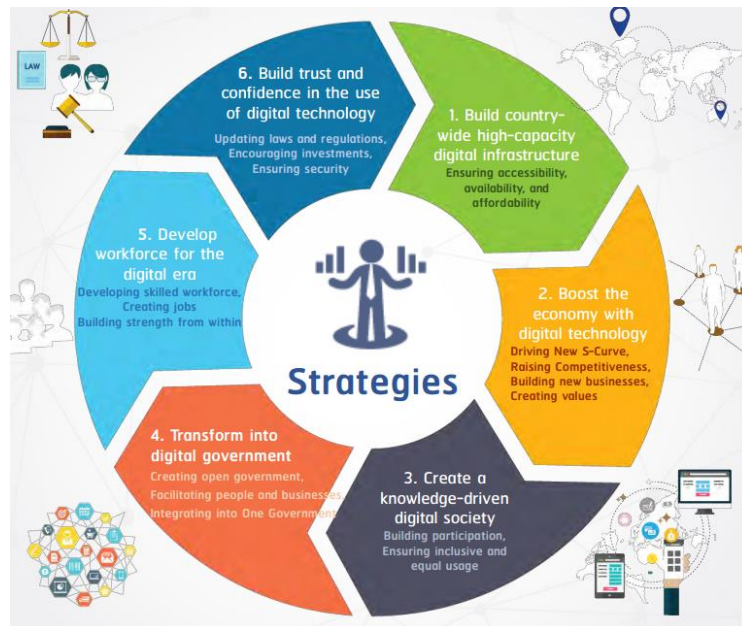 LAW
6. Build trust and
confidence in the use
of digital technology
Updating laws and regulations,
Encouraging investments,
Ensuring security
1. Build country-
wide high-capacity
digital infrastructure
Ensuring accessibility,
availability, and
affordability
5. Develop
workforce for the
digital era
Developing skilled workforce,
Creating jobs
Building strength from within
2. Boost the
economy with
digital technology
Driving New S-Curve,
Raising Competitiveness,
Building new businesses,
Creating values
Strategies
4. Transform into
digital government
Creating open government,
Facilitating people and businesses,
Integrating into One Government
3. Create a
knowledge-driven
digital society
Building participation,
Ensuring inclusive and
equal usage